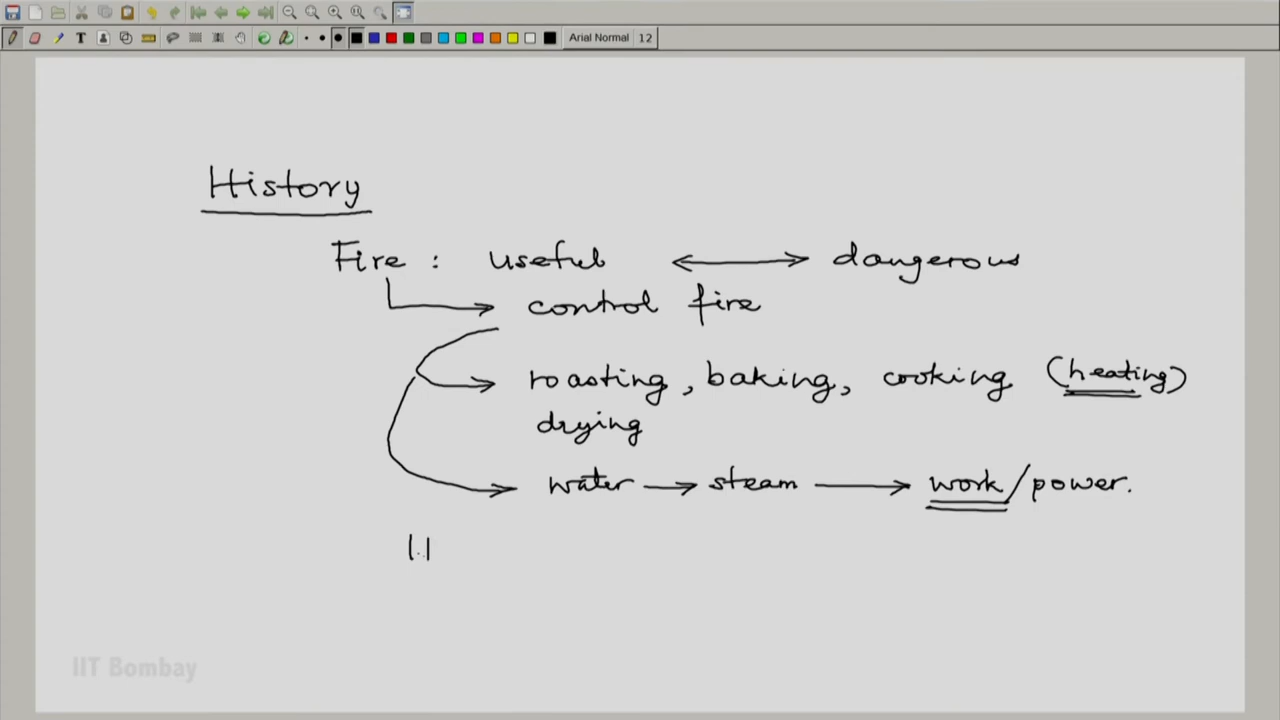 T Arial Normal 12
History
Fire : useful ⟷ dangerous
control fire
roasting, baking, cooking (heating)
drying
water → steam → work/power.
IIT Bombay